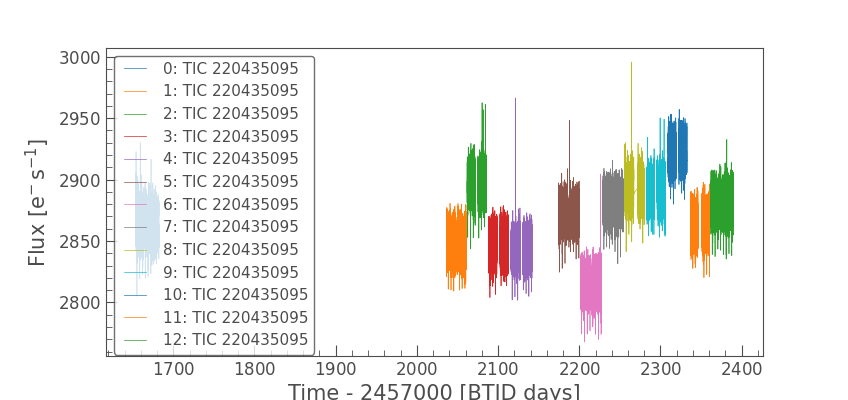 3000
2950
2900
2850
2800
Flux [e⁻ s⁻¹]
0: TIC 220435095
1: TIC 220435095
2: TIC 220435095
3: TIC 220435095
4: TIC 220435095
5: TIC 220435095
6: TIC 220435095
7: TIC 220435095
8: TIC 220435095
9: TIC 220435095
10: TIC 220435095
11: TIC 220435095
12: TIC 220435095
1700 1800 1900 2000 2100 2200 2300 2400
Time - 2457000 [BTJD days]